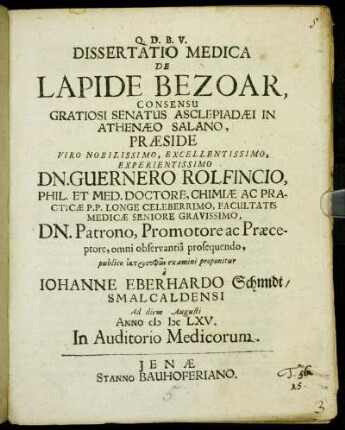 Q. D. B. V.
DISSERTATIO MEDICA
DE
LAPIDE BEZOAR,
CONSENSU
GRATIOSI SENATUS ASCLEPIADÆI IN
ATHENÆO SALANO,
PRÆSIDE
VIRO NOBILISSIMO, EXCELLENTISSIMO,
EXPERIENTISSIMO
DN. GUERNERO ROLFINCIO,
PHIL. ET MED. DOCTORE, CHIMIÆ AC PRA-
CTICÆ P.P. LONGE CELEBERRIMO, FACULTATIS
MEDICÆ SENIORE GRAVISSIMO,
DN. Patrono, Promotore ac Præce-
ptore, omni observantiâ prosequendo,
publico examini proponitur
à
IOHANNE EBERHARDO Schmidt/
SMALCALDENSI
Ad diem Augusti
ANNO cIↄ Iↄc LXV.
In Auditorio Medicorum.
JENÆ
STANNO BAUHOFERIANO.
5
3